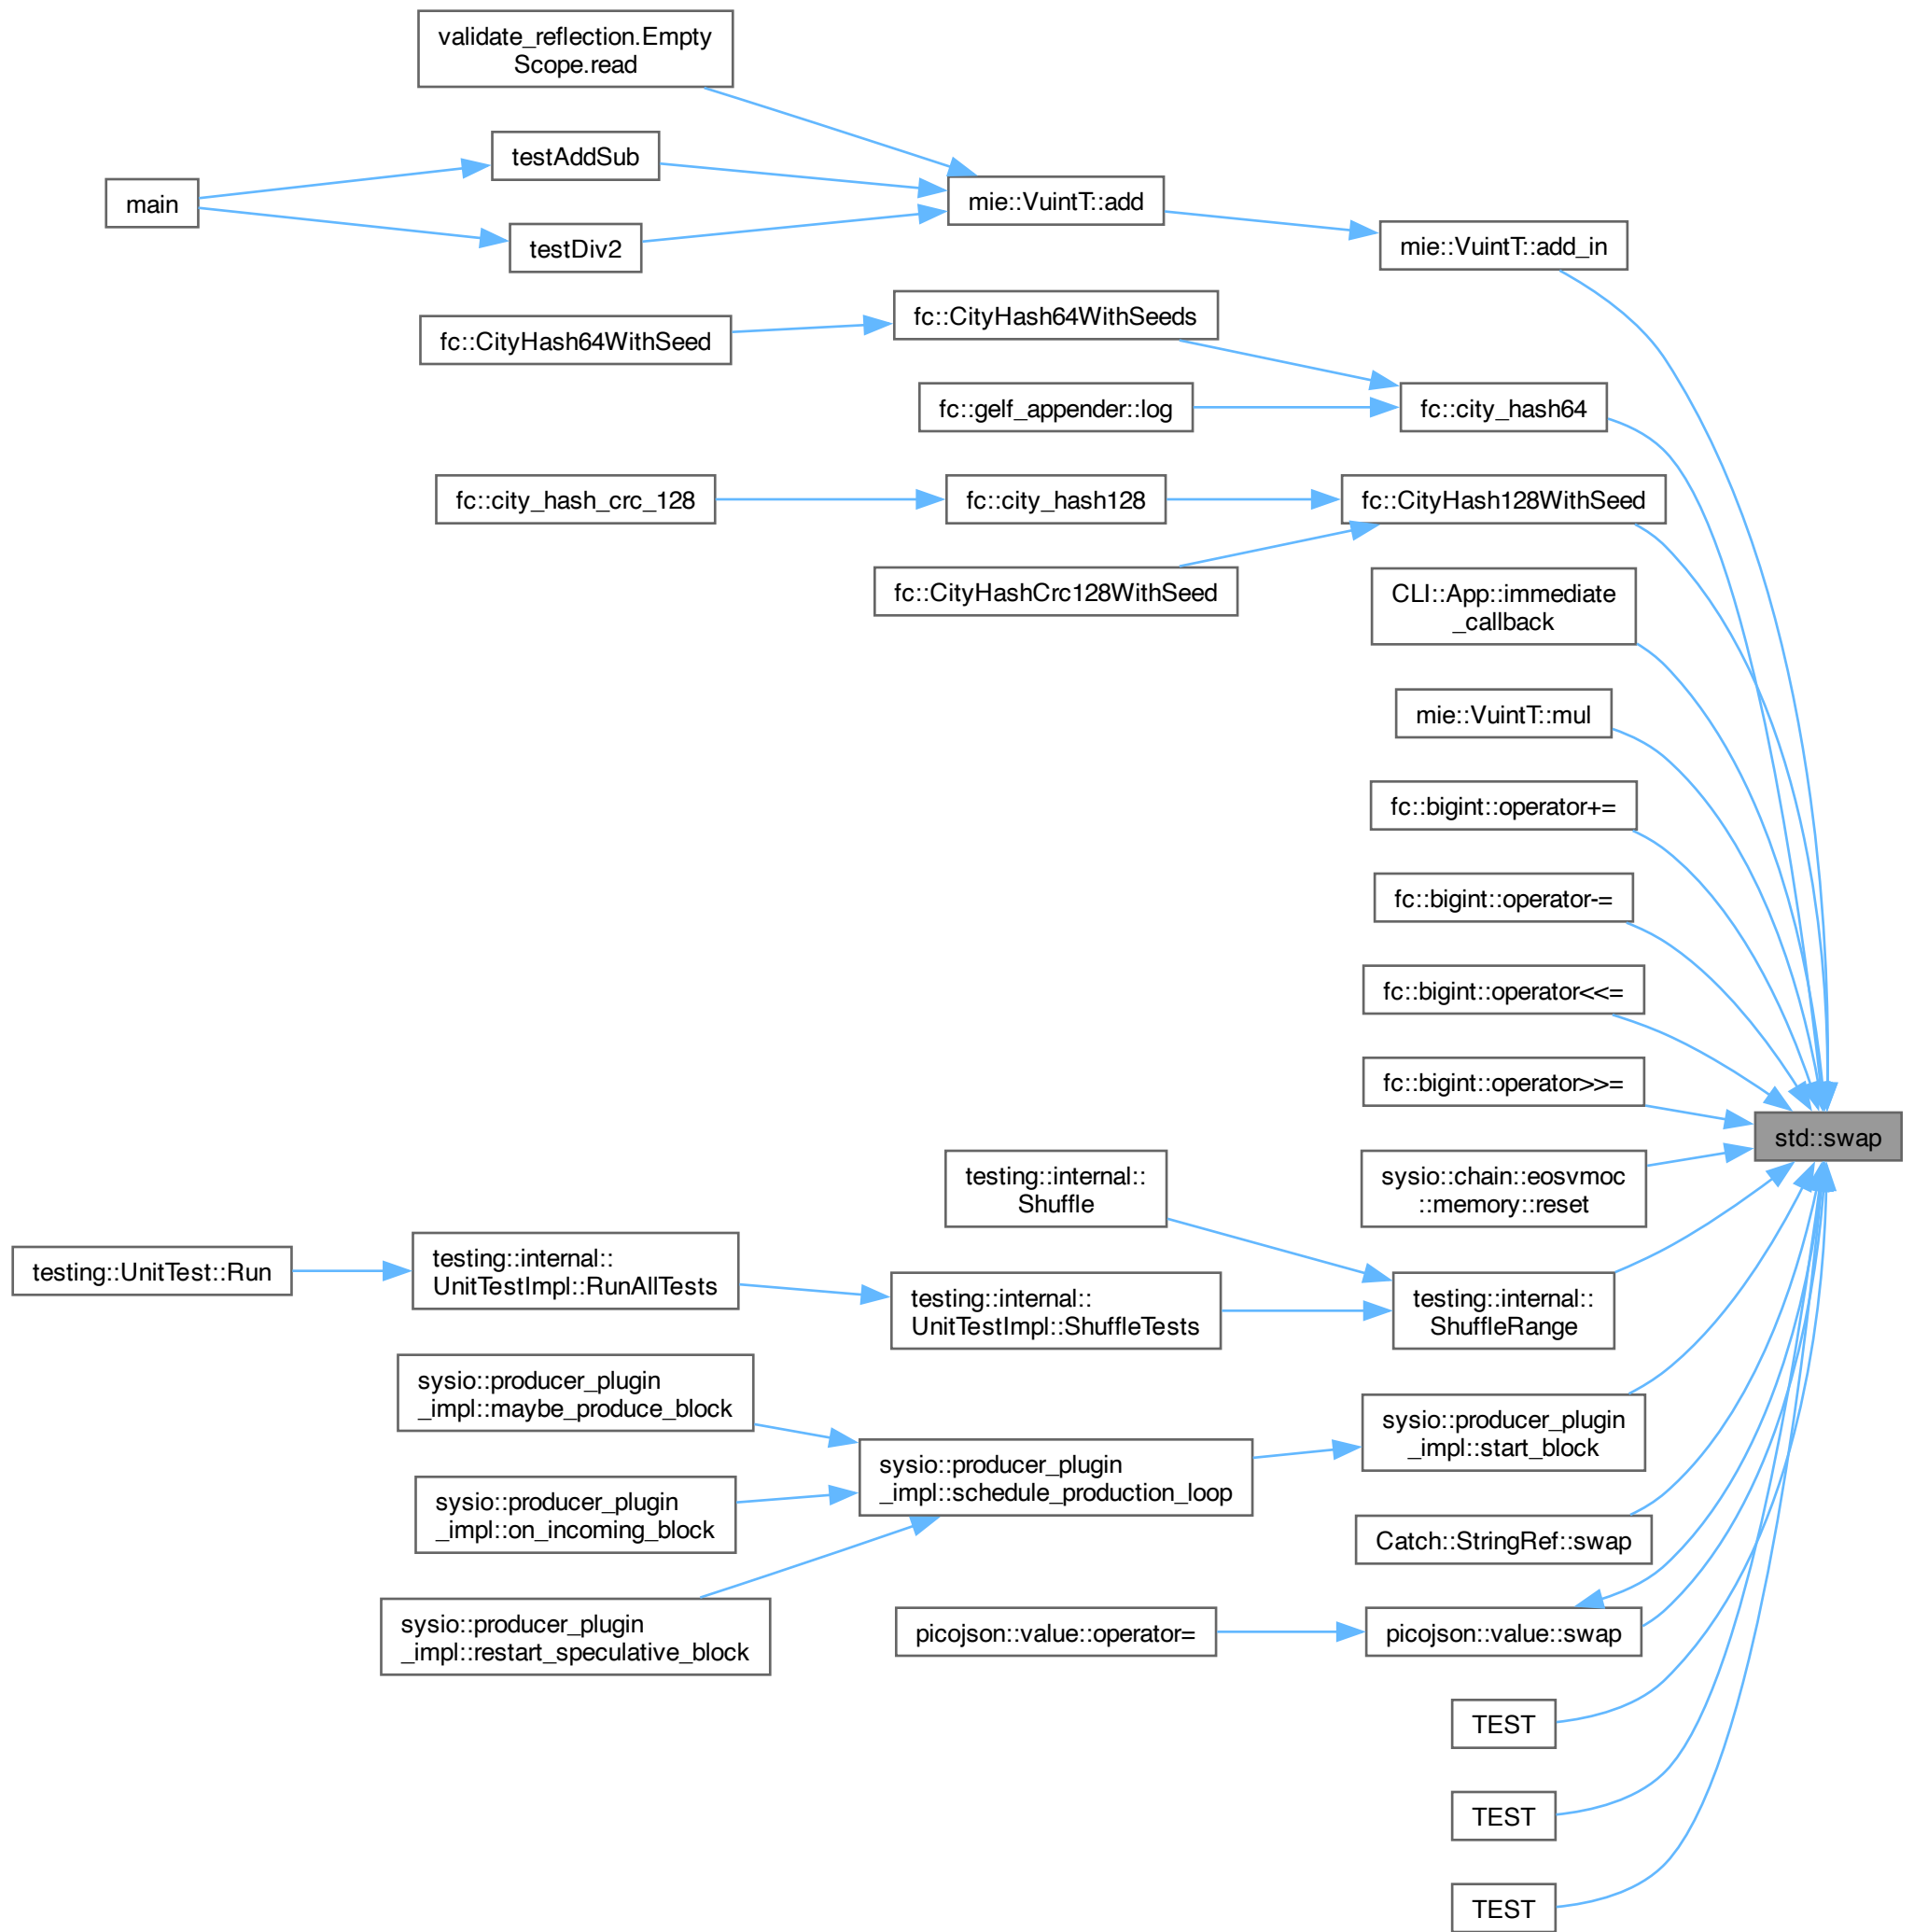 validate_reflection.Empty
Scope.read
testAddSub
main
mie::VuintT::add
testDiv2
mie::VuintT::add_in
fc::CityHash64WithSeeds
fc::CityHash64WithSeed
fc::gelf_appender::log
fc::city_hash64
fc::city_hash_crc_128
fc::city_hash128
fc::CityHash128WithSeed
fc::CityHashCrc128WithSeed
CLI::App::immediate
_callback
mie::VuintT::mul
fc::bigint::operator+=
fc::bigint::operator-=
fc::bigint::operator<<=
fc::bigint::operator>>=
std::swap
testing::internal::
Shuffle
sysio::chain::eosvmoc
::memory::reset
testing::UnitTest::Run
testing::internal::
UnitTestImpl::RunAllTests
testing::internal::
UnitTestImpl::ShuffleTests
testing::internal::
ShuffleRange
sysio::producer_plugin
_impl::maybe_produce_block
sysio::producer_plugin
_impl::start_block
sysio::producer_plugin
_impl::schedule_production_loop
sysio::producer_plugin
_impl::on_incoming_block
Catch::StringRef::swap
sysio::producer_plugin
_impl::restart_speculative_block
picojson::value::operator=
picojson::value::swap
TEST
TEST
TEST